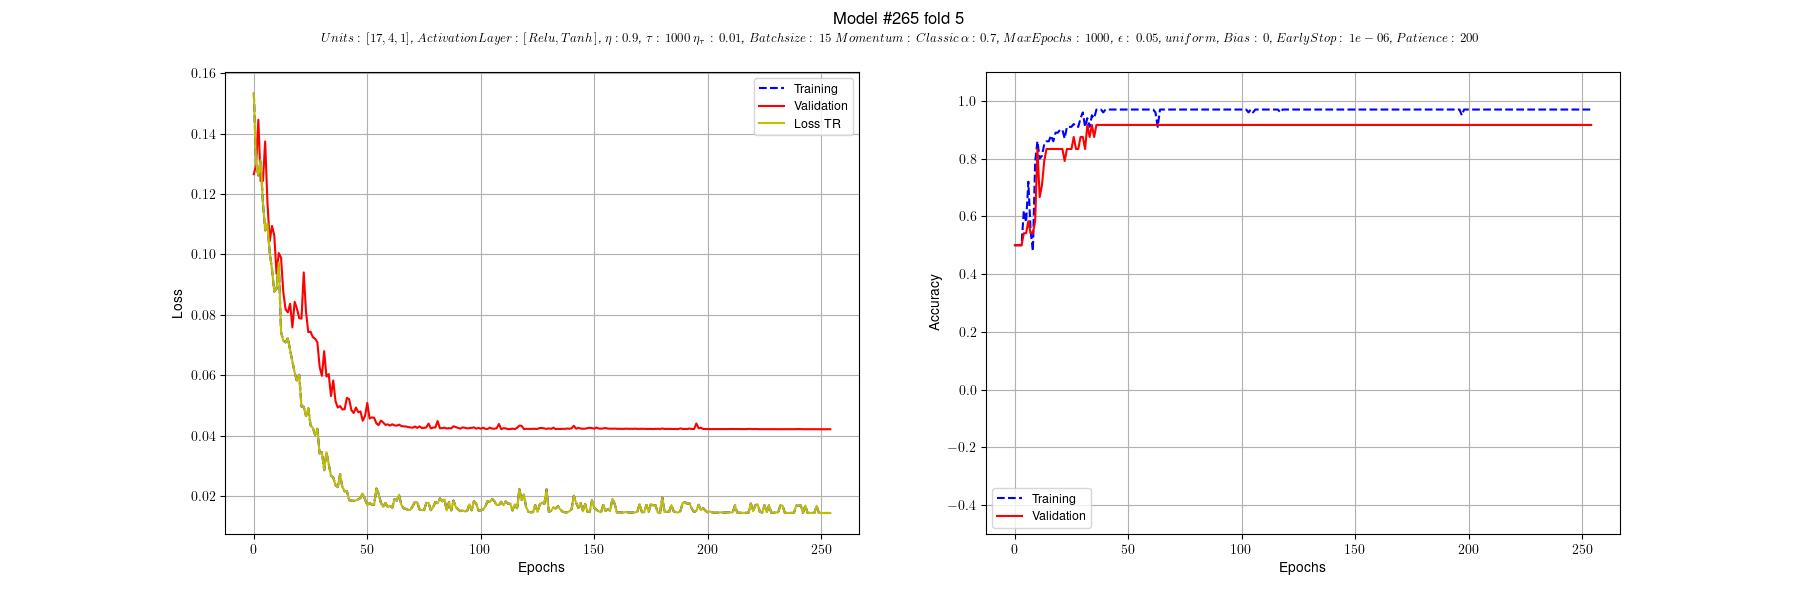 Model #265 fold 5
Units : [17, 4, 1], ActivationLayer : [Relu, Tanh], η : 0.9, τ : 1000 η_τ : 0.01, Batchsize : 15 Momentum : Classic α : 0.7, MaxEpochs : 1000, ϵ : 0.05, uniform, Bias : 0, EarlyStop : 1e − 06, Patience : 200
0.16
0.14
0.12
0.10
0.08
0.06
0.04
0.02
Loss
Training
Validation
Loss TR
0 50 100 150 200 250
Epochs
1.0
0.8
0.6
0.4
0.2
0.0
−0.2
−0.4
Accuracy
Training
Validation
0 50 100 150 200 250
Epochs